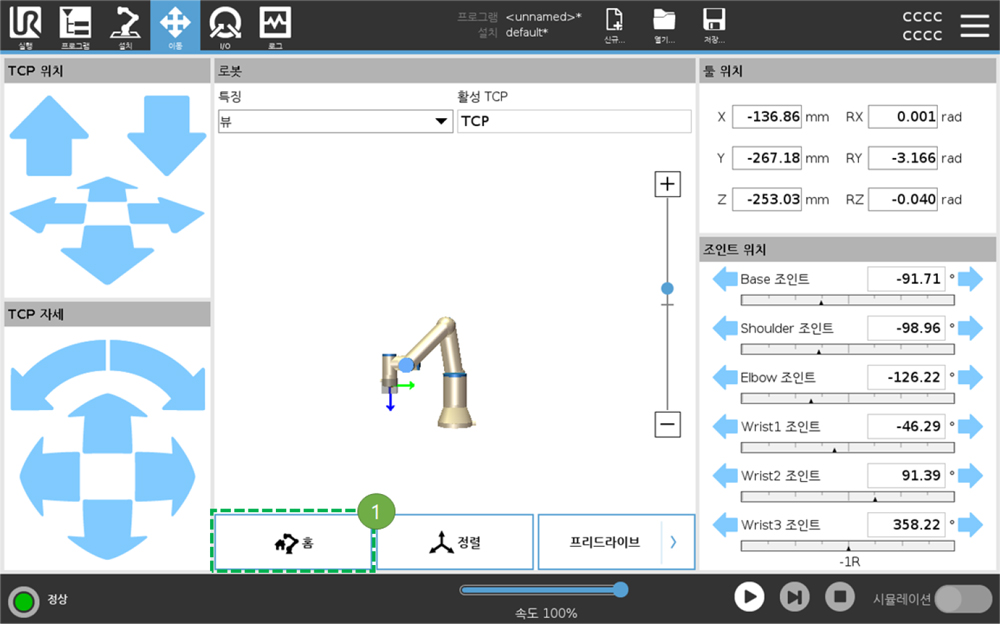 UR
실행
프로그램
설치
이동
I/O
로그
프로그램 <unnamed>*
설치 default*
신규...
열기...
저장...
CCCC
CCCC
TCP 위치
로봇
특징
활성 TCP
뷰
TCP
툴 위치
X -136.86 mm RX 0.001 rad
Y -267.18 mm RY -3.166 rad
Z -253.03 mm RZ -0.040 rad
조인트 위치
Base 조인트 -91.71 °
Shoulder 조인트 -98.96 °
Elbow 조인트 -126.22 °
Wrist1 조인트 -46.29 °
Wrist2 조인트 91.39 °
Wrist3 조인트 358.22 °
-1R
TCP 자세
1
홈
정렬
프리드라이브
정상
속도 100%
시뮬레이션